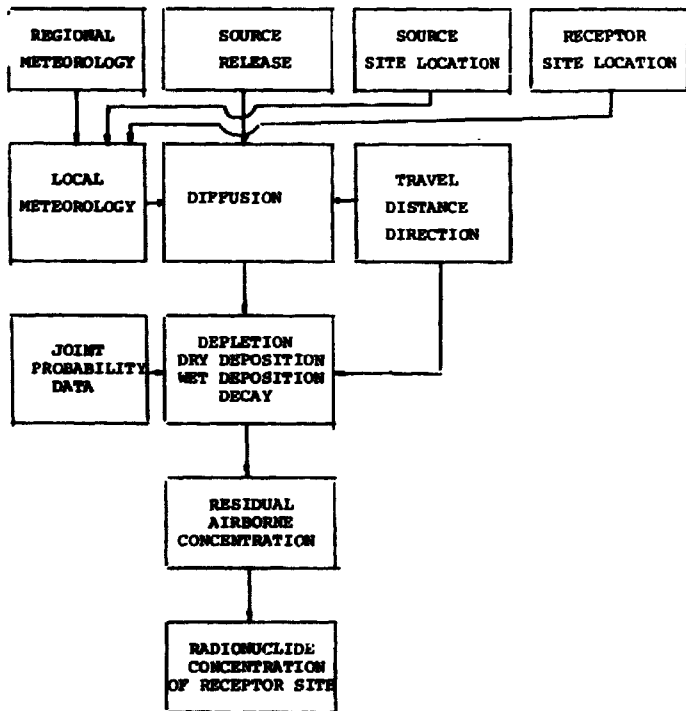 REGIONAL
METEOROLOGY
SOURCE
RELEASE
SOURCE
SITE LOCATION
RECEPTOR
SITE LOCATION
LOCAL
METEOROLOGY
DIFFUSION
TRAVEL
DISTANCE
DIRECTION
JOINT
PROBABILITY
DATA
DEPLETION
DRY DEPOSITION
WET DEPOSITION
DECAY
RESIDUAL
AIRBORNE
CONCENTRATION
RADIONUCLIDE
CONCENTRATION
OF RECEPTOR SITE